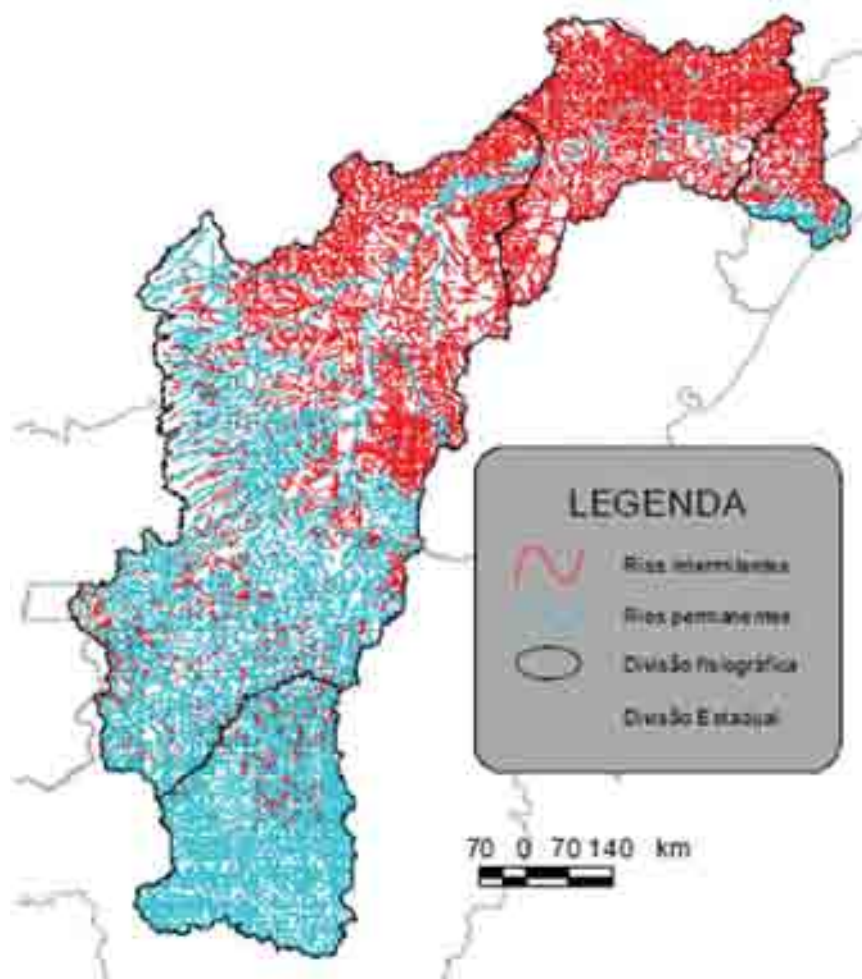 LEGENDA
Rios intermitentes
Rios permanentes
Divisão fisiográfica
Divisão Estadual
70 0 70 140 km